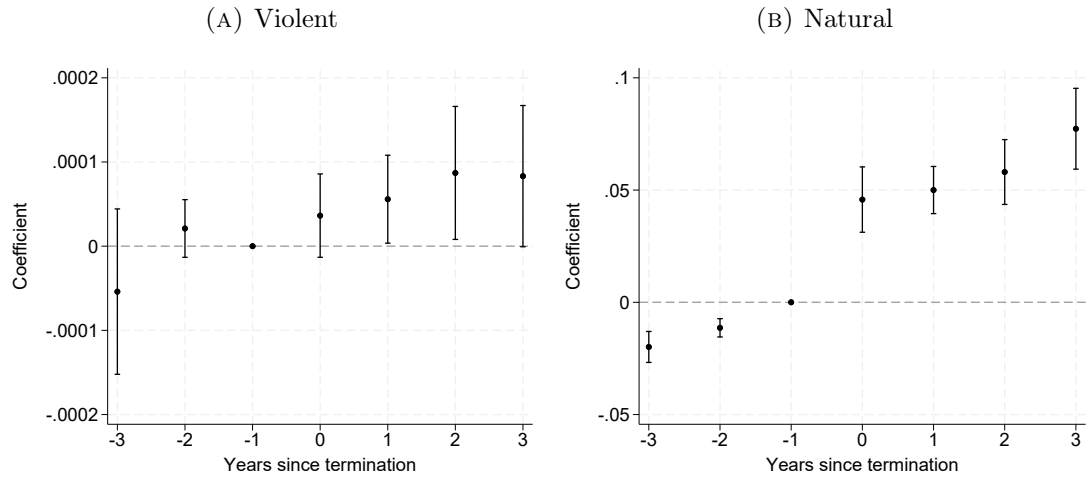 (A) Violent
.0002
.0001
0
-.0001
-.0002
Coefficient
-3 -2 -1 0 1 2 3
Years since termination
(B) Natural
.1
.05
0
-.05
Coefficient
-3 -2 -1 0 1 2 3
Years since termination